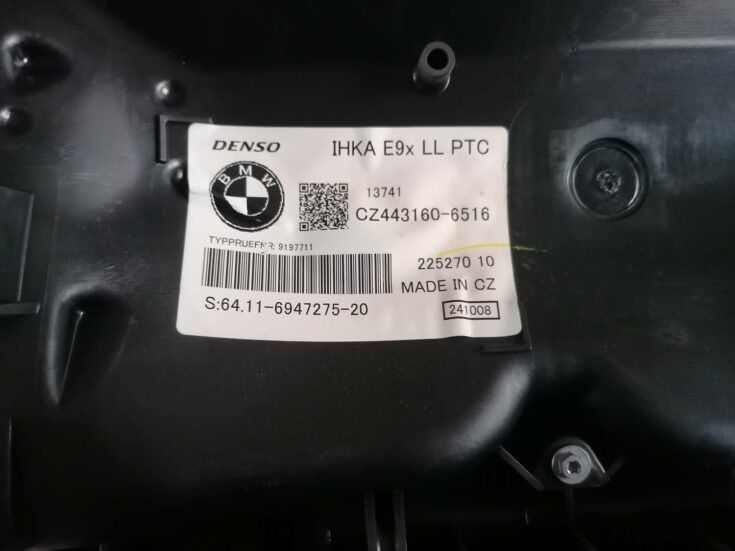 DENSO
IHKA E9x LL PTC
BMW
13741
CZ443160-6516
TYPPRUEFNR: 9197711
225270 10
MADE IN CZ
S:64.11-6947275-20
241008